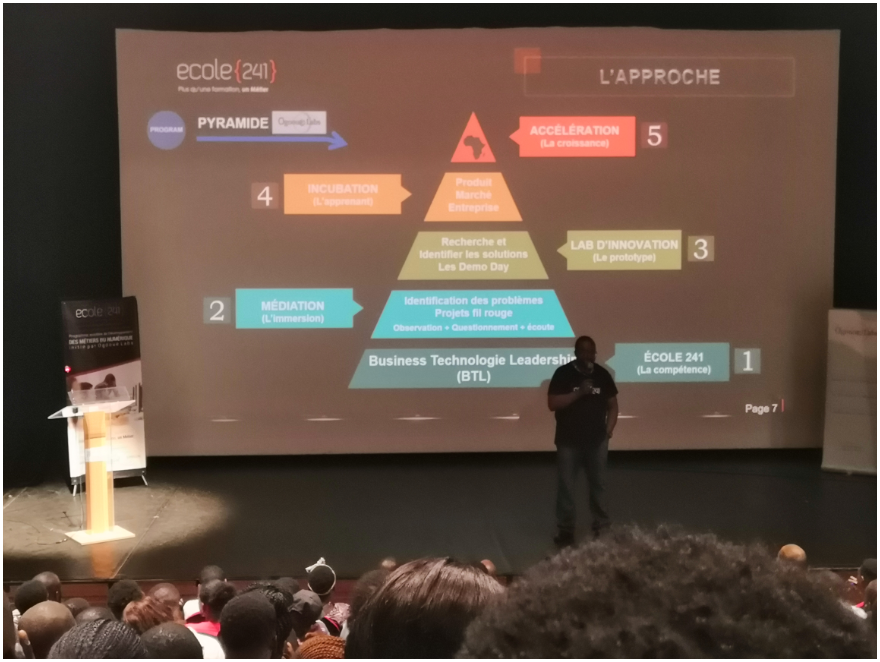 ecole{241}
Plus qu'une formation, un Métier
L'APPROCHE
PROGRAM
PYRAMIDE
Ogooué Labs
ACCÉLÉRATION
(La croissance)
5
4
INCUBATION
(L'apprenant)
Produit
Marché
Entreprise
Recherche et
Identifier les solutions
Les Demo Day
LAB D'INNOVATION
(Le prototype)
3
2
MÉDIATION
(L'immersion)
Identification des problèmes
Projets fil rouge
Observation + Questionnement + écoute
Business Technologie Leadership
(BTL)
ÉCOLE 241
(La compétence)
1
Page 7
ecole{241}
DES MÉTIERS DU NUMÉRIQUE